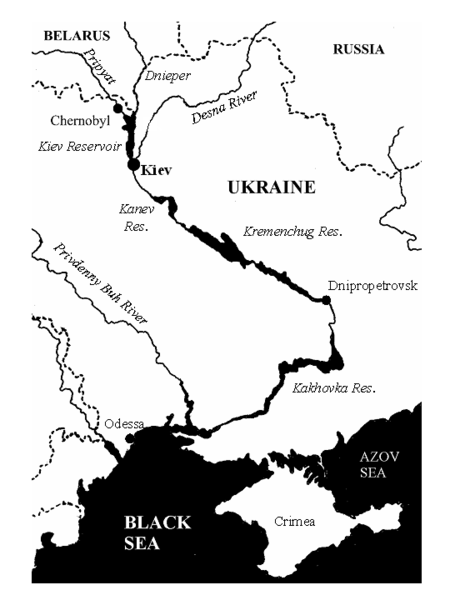 BELARUS
RUSSIA
Pripyat
Dnieper
Desna River
Chernobyl
Kiev Reservoir
Kiev
UKRAINE
Kanev
Res.
Kremenchug Res.
Privdenny Buh River
Dnipropetrovsk
Kakhovka Res.
Odessa
AZOV
SEA
BLACK
SEA
Crimea